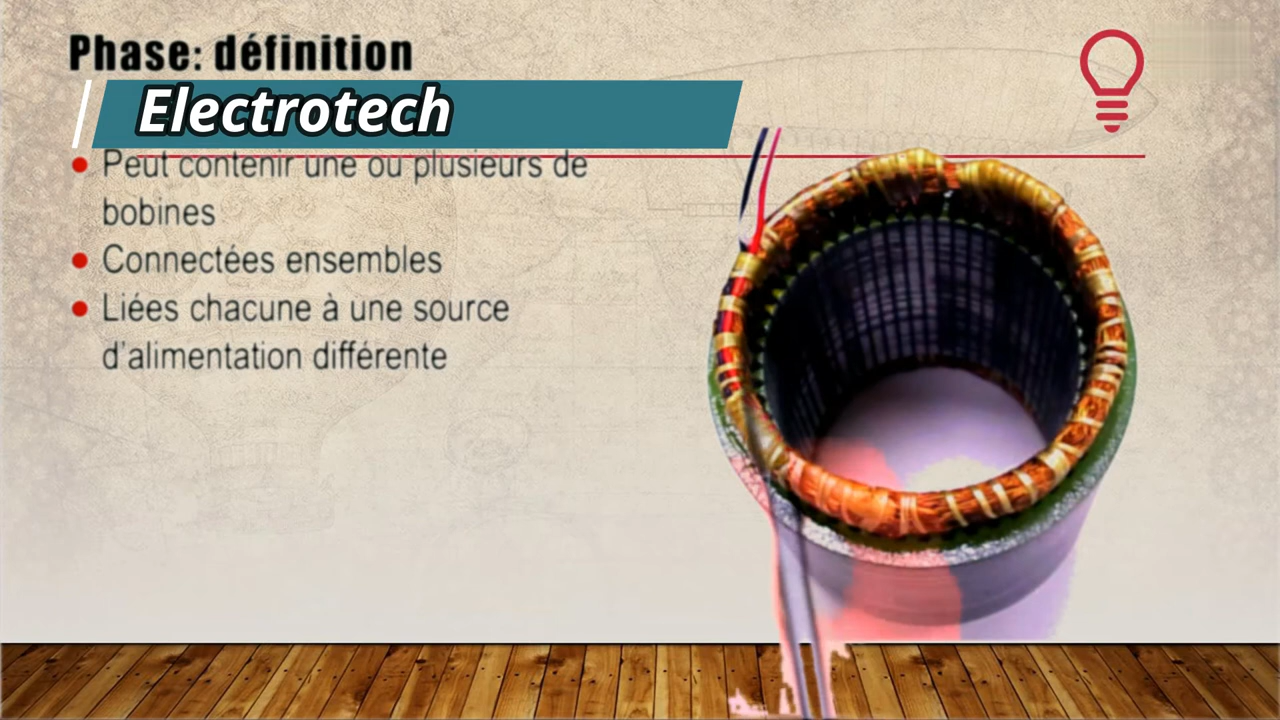 Phase: définition
Electrotech
Peut contenir une ou plusieurs de
bobines
Connectées ensembles
Liées chacune à une source
d'alimentation différente